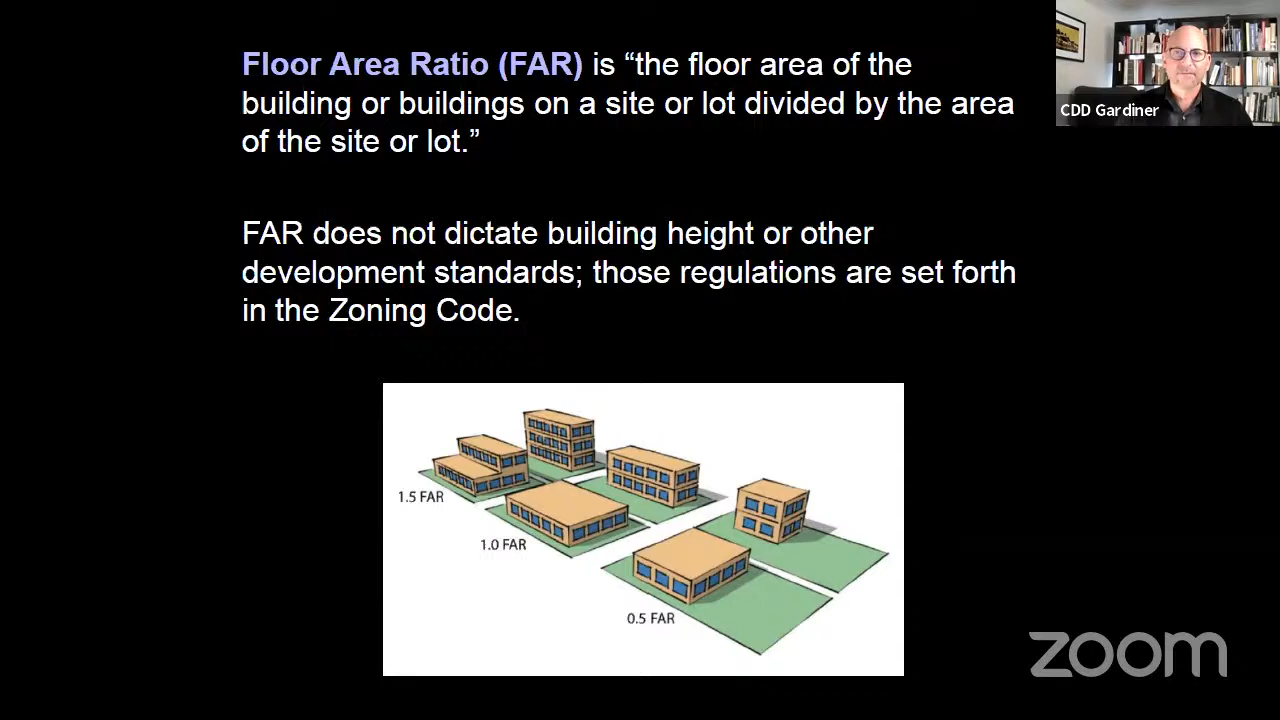 Floor Area Ratio (FAR) is “the floor area of the
building or buildings on a site or lot divided by the area
of the site or lot.”
CDD Gardiner
FAR does not dictate building height or other
development standards; those regulations are set forth
in the Zoning Code.
1.5 FAR
1.0 FAR
0.5 FAR
zoom